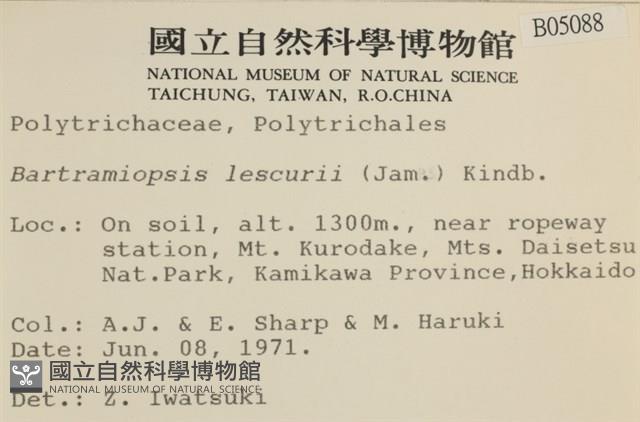 B05088
國立自然科學博物館
NATIONAL MUSEUM OF NATURAL SCIENCE
TAICHUNG, TAIWAN, R.O.CHINA
Polytrichaceae, Polytrichales
Bartramiopsis lescurii (Jam.) Kindb.
Loc.: On soil, alt. 1300m., near ropeway
station, Mt. Kurodake, Mts. Daisetsu
Nat.Park, Kamikawa Province,Hokkaido
Col.: A.J. & E. Sharp & M. Haruki
Date: Jun. 08, 1971.
國立自然科學博物館
NATIONAL MUSEUM OF NATURAL SCIENCE
Det.: Z. Iwatsuki